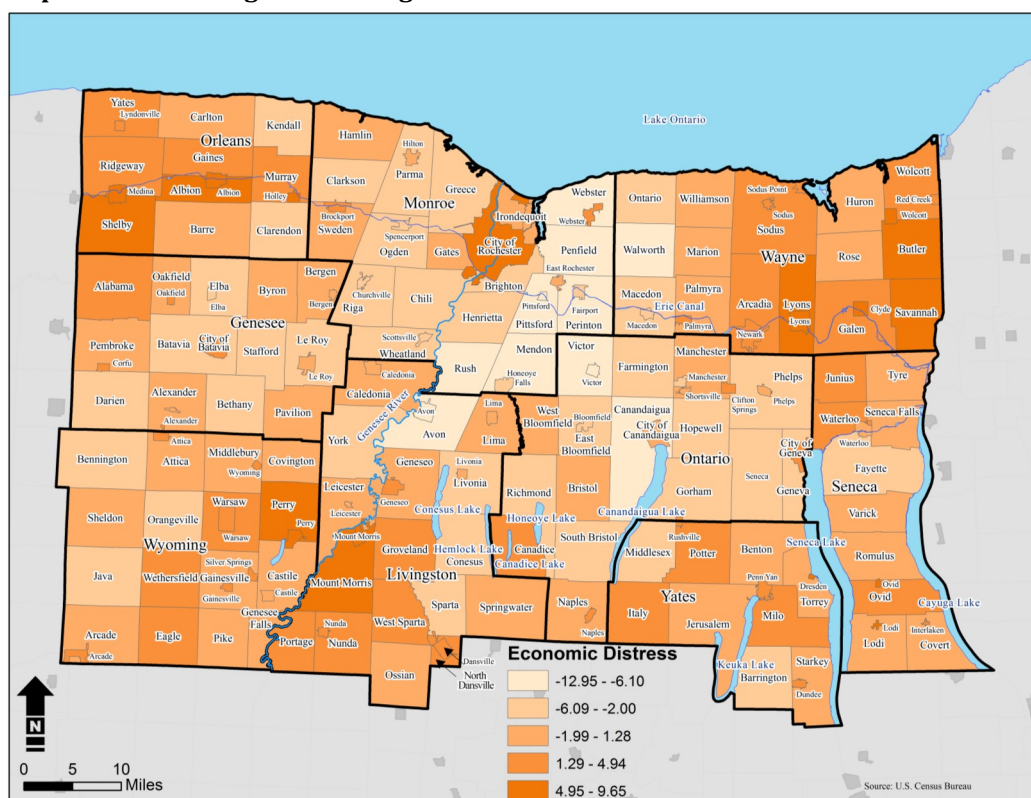 Lake Ontario
Yates
Lyndonville
Carlton
Kendall
Orleans
Ridgeway
Gaines
Medina
Albion
Albion
Murray
Holley
Shelby
Barre
Clarendon
Hamlin
Hilton
Parma
Clarkson
Greece
Monroe
Brockport
Sweden
Spencerport
Ogden
Gates
Irondequoit
City of
Rochester
Brighton
Webster
Webster
Penfield
East Rochester
Churchville
Riga
Chili
Henrietta
Pittsford
Pittsford
Fairport
Perinton
Scottsville
Wheatland
Rush
Mendon
Honeoye
Falls
Ontario
Williamson
Sodus Point
Sodus
Sodus
Huron
Wolcott
Red Creek
Wolcott
Walworth
Marion
Wayne
Rose
Butler
Macedon
Palmyra
Erie Canal
Macedon
Palmyra
Arcadia
Newark
Lyons
Lyons
Clyde
Galen
Savannah
Alabama
Oakfield
Oakfield
Elba
Elba
Byron
Bergen
Bergen
Genesee
Pembroke
Corfu
Batavia
City of
Batavia
Stafford
Le Roy
Le Roy
Darien
Alexander
Alexander
Bethany
Pavilion
Genesee River
Caledonia
Caledonia
Avon
Avon
Lima
Lima
York
Victor
Victor
Farmington
Manchester
Manchester
Shortsville
Clifton
Springs
Phelps
Phelps
Junius
Tyre
West
Bloomfield
Bloomfield
East
Bloomfield
Canandaigua
City of
Canandaigua
Hopewell
Ontario
Seneca
City of
Geneva
Geneva
Waterloo
Waterloo
Seneca Falls
Fayette
Seneca
Varick
Bennington
Attica
Attica
Middlebury
Wyoming
Covington
Leicester
Leicester
Geneseo
Geneseo
Livonia
Livonia
Conesus Lake
Richmond
Honeoye Lake
Bristol
Canandaigua Lake
Gorham
Sheldon
Orangeville
Warsaw
Warsaw
Perry
Perry
Wyoming
Mount Morris
Mount Morris
Groveland
Hemlock Lake
Conesus
Canadice
Canadice Lake
South Bristol
Middlesex
Rushville
Potter
Benton
Seneca Lake
Romulus
Java
Wethersfield
Silver Springs
Gainesville
Gainesville
Castile
Castile
Genesee
Falls
Livingston
Sparta
Springwater
Naples
Naples
Italy
Yates
Jerusalem
Penn Yan
Milo
Dresden
Torrey
Ovid
Ovid
Cayuga Lake
Arcade
Arcade
Eagle
Pike
Portage
Nunda
Nunda
West Sparta
Ossian
Dansville
North
Dansville
Keuka Lake
Barrington
Starkey
Dundee
Lodi
Lodi
Interlaken
Covert
Economic Distress
-12.95 - -6.10
-6.09 - -2.00
-1.99 - 1.28
1.29 - 4.94
4.95 - 9.65
N
0 5 10
Miles
Source: U.S. Census Bureau